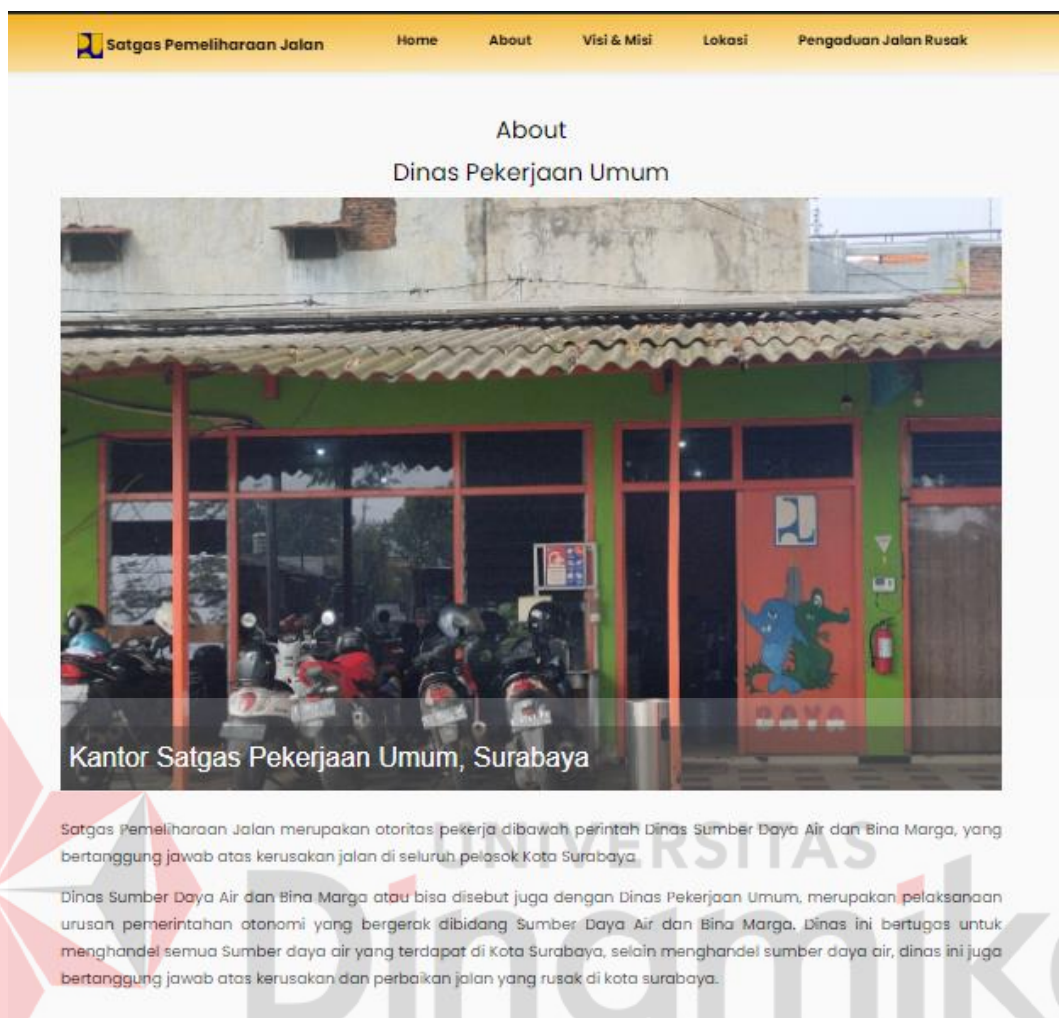 Satgas Pemeliharaan Jalan Home About Visi & Misi Lokasi Pengaduan Jalan Rusak
About
Dinas Pekerjaan Umum
BAYA
Kantor Satgas Pekerjaan Umum, Surabaya
Satgas Pemeliharaan Jalan merupakan otoritas pekerja dibawah perintah Dinas Sumber Daya Air dan Bina Marga, yang
bertanggung jawab atas kerusakan jalan di seluruh pelosok Kota Surabaya
Dinas Sumber Daya Air dan Bina Marga atau bisa disebut juga dengan Dinas Pekerjaan Umum, merupakan pelaksanaan
urusan pemerintahan otonomi yang bergerak dibidang Sumber Daya Air dan Bina Marga. Dinas ini bertugas untuk
menghandel semua Sumber daya air yang terdapat di Kota Surabaya, selain menghandel sumber daya air, dinas ini juga
bertanggung jawab atas kerusakan dan perbaikan jalan yang rusak di kota surabaya.
UNIVERSITAS
Dinamika